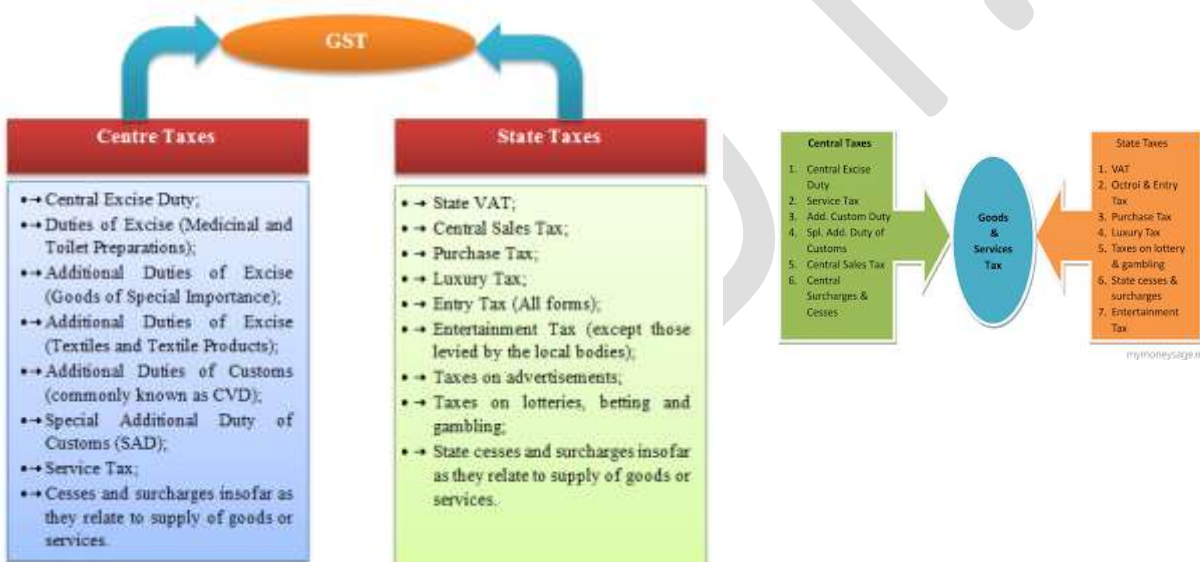 GST
Centre Taxes
•→ Central Excise Duty;
•→ Duties of Excise (Medicinal and
Toilet Preparations);
•→ Additional Duties of Excise
(Goods of Special Importance);
•→ Additional Duties of Excise
(Textiles and Textile Products);
•→ Additional Duties of Customs
(commonly known as CVD);
•→ Special Additional Duty of
Customs (SAD);
•→ Service Tax;
•→ Cesses and surcharges insofar as
they relate to supply of goods or
services.
State Taxes
•→ State VAT;
•→ Central Sales Tax;
•→ Purchase Tax;
•→ Luxury Tax;
•→ Entry Tax (All forms);
•→ Entertainment Tax (except those
levied by the local bodies);
•→ Taxes on advertisements;
•→ Taxes on lotteries, betting and
gambling;
•→ State cesses and surcharges insofar
as they relate to supply of goods or
services.
Central Taxes
1. Central Excise
Duty
2. Service Tax
3. Add. Custom Duty
4. Spl. Add. Duty of
Customs
5. Central Sales Tax
6. Central
Surcharges &
Cesses
Goods
&
Services
Tax
State Taxes
1. VAT
2. Octroi & Entry
Tax
3. Purchase Tax
4. Luxury Tax
5. Taxes on lottery
& gambling
6. State cesses &
surcharges
7. Entertainment
Tax
mymoneysage.in